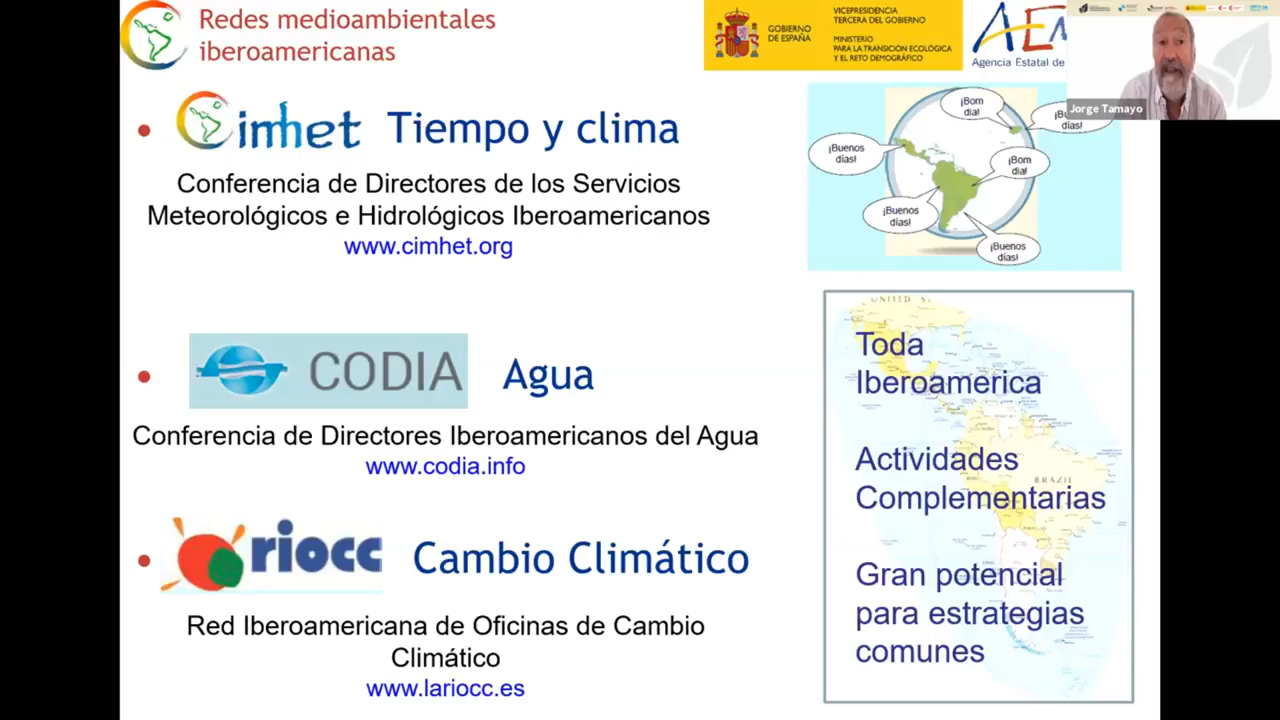 Redes medioambientales
iberoamericanas
GOBIERNO
DE ESPAÑA
VICEPRESIDENCIA
TERCERA DEL GOBIERNO
MINISTERIO
PARA LA TRANSICIÓN ECOLÓGICA
Y EL RETO DEMOGRÁFICO
AEM
Agencia Estatal de
Jorge Tamayo
Cimhet Tiempo y clima
Conferencia de Directores de los Servicios
Meteorológicos e Hidrológicos Iberoamericanos
www.cimhet.org
¡Bom
dia!
días!
¡Buenos
días!
¡Bom
dia!
¡Buenos
días!
¡Buenos
días!
CODIA Agua
Conferencia de Directores Iberoamericanos del Agua
www.codia.info
riocc Cambio Climático
Red Iberoamericana de Oficinas de Cambio
Climático
www.lariocc.es
UNITED S
Toda
Iberoamerica
Actividades
BRAZIL
Complementarias
Gran potencial
para estrategias
comunes